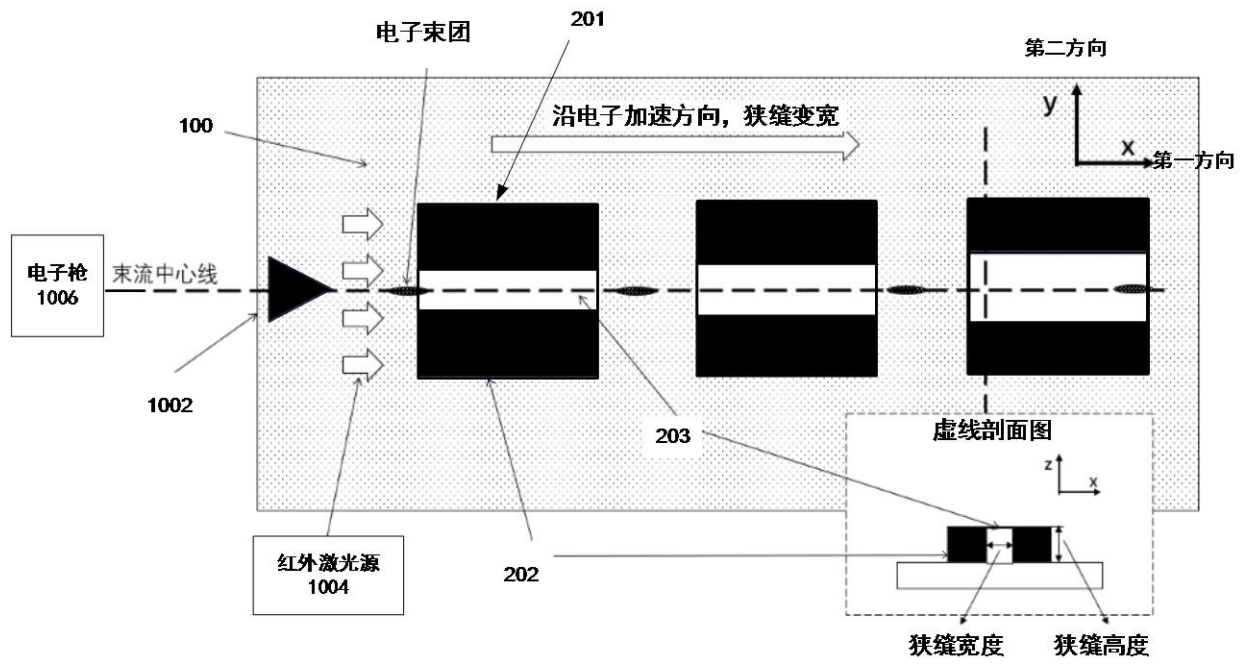 电子束团
201
第二方向
沿电子加速方向，狭缝变宽
y
x
第一方向
100
电子枪
1006
束流中心线
1002
203
虚线剖面图
z
x
红外激光源
1004
202
狭缝宽度
狭缝高度